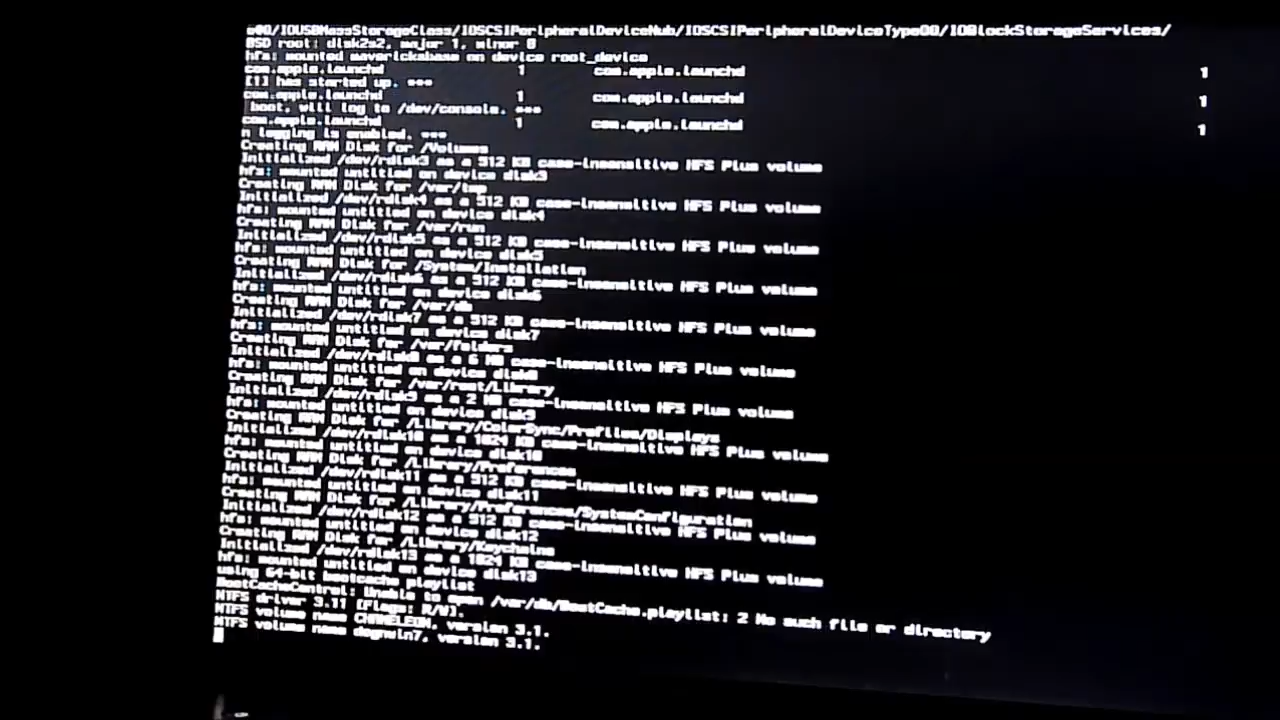 e@0/IOUSBMassStorageClass/IOSCSIPeripheralDeviceNub/IOSCSIPeripheralDeviceType00/IOBlockStorageServices/
BSD root: disk2s2, major 1, minor 8
hfs: mounted maverickbase on device root_device
com.apple.launchd 1 com.apple.launchd 1
[1] has started up. ***
com.apple.launchd 1 com.apple.launchd 1
boot, will log to /dev/console. ***
com.apple.launchd 1 com.apple.launchd 1
n logging is enabled. ***
Creating RAM Disk for /Volumes
Initialized /dev/rdisk3 as a 512 KB case-insensitive HFS Plus volume
hfs: mounted untitled on device disk3
Creating RAM Disk for /var/tmp
Initialized /dev/rdisk4 as a 512 KB case-insensitive HFS Plus volume
hfs: mounted untitled on device disk4
Creating RAM Disk for /var/run
Initialized /dev/rdisk5 as a 512 KB case-insensitive HFS Plus volume
hfs: mounted untitled on device disk5
Creating RAM Disk for /System/Installation
Initialized /dev/rdisk6 as a 512 KB case-insensitive HFS Plus volume
hfs: mounted untitled on device disk6
Creating RAM Disk for /var/db
Initialized /dev/rdisk7 as a 512 KB case-insensitive HFS Plus volume
hfs: mounted untitled on device disk7
Creating RAM Disk for /var/folders
Initialized /dev/rdisk8 as a 6 MB case-insensitive HFS Plus volume
hfs: mounted untitled on device disk8
Creating RAM Disk for /var/root/Library
Initialized /dev/rdisk9 as a 2 MB case-insensitive HFS Plus volume
hfs: mounted untitled on device disk9
Creating RAM Disk for /Library/ColorSync/Profiles/Displays
Initialized /dev/rdisk10 as a 1024 KB case-insensitive HFS Plus volume
hfs: mounted untitled on device disk10
Creating RAM Disk for /Library/Preferences
Initialized /dev/rdisk11 as a 512 KB case-insensitive HFS Plus volume
hfs: mounted untitled on device disk11
Creating RAM Disk for /Library/Preferences/SystemConfiguration
Initialized /dev/rdisk12 as a 512 KB case-insensitive HFS Plus volume
hfs: mounted untitled on device disk12
Creating RAM Disk for /Library/Keychains
Initialized /dev/rdisk13 as a 1024 KB case-insensitive HFS Plus volume
hfs: mounted untitled on device disk13
using 64-bit bootcache playlist
BootCacheControl: Unable to open /var/db/BootCache.playlist: 2 No such file or directory
NTFS driver 3.11 [Flags: R/W].
NTFS volume name CHAMELEON, version 3.1.
NTFS volume name dognwin7, version 3.1.